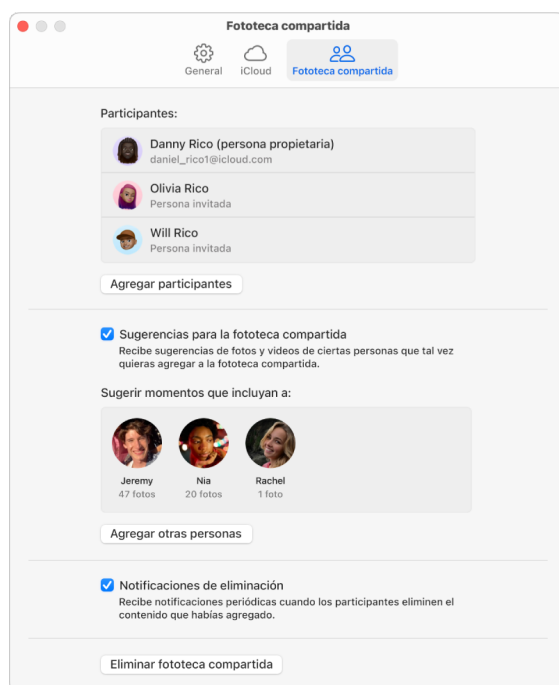 Fototeca compartida
General
iCloud
Fototeca compartida
Participantes:
Danny Rico (persona propietaria)
daniel_rico1@icloud.com
Olivia Rico
Persona invitada
Will Rico
Persona invitada
Agregar participantes
Sugerencias para la fototeca compartida
Recibe sugerencias de fotos y videos de ciertas personas que tal vez
quieras agregar a la fototeca compartida.
Sugerir momentos que incluyan a:
Jeremy
47 fotos
Nia
20 fotos
Rachel
1 foto
Agregar otras personas
Notificaciones de eliminación
Recibe notificaciones periódicas cuando los participantes eliminen el
contenido que habías agregado.
Eliminar fototeca compartida